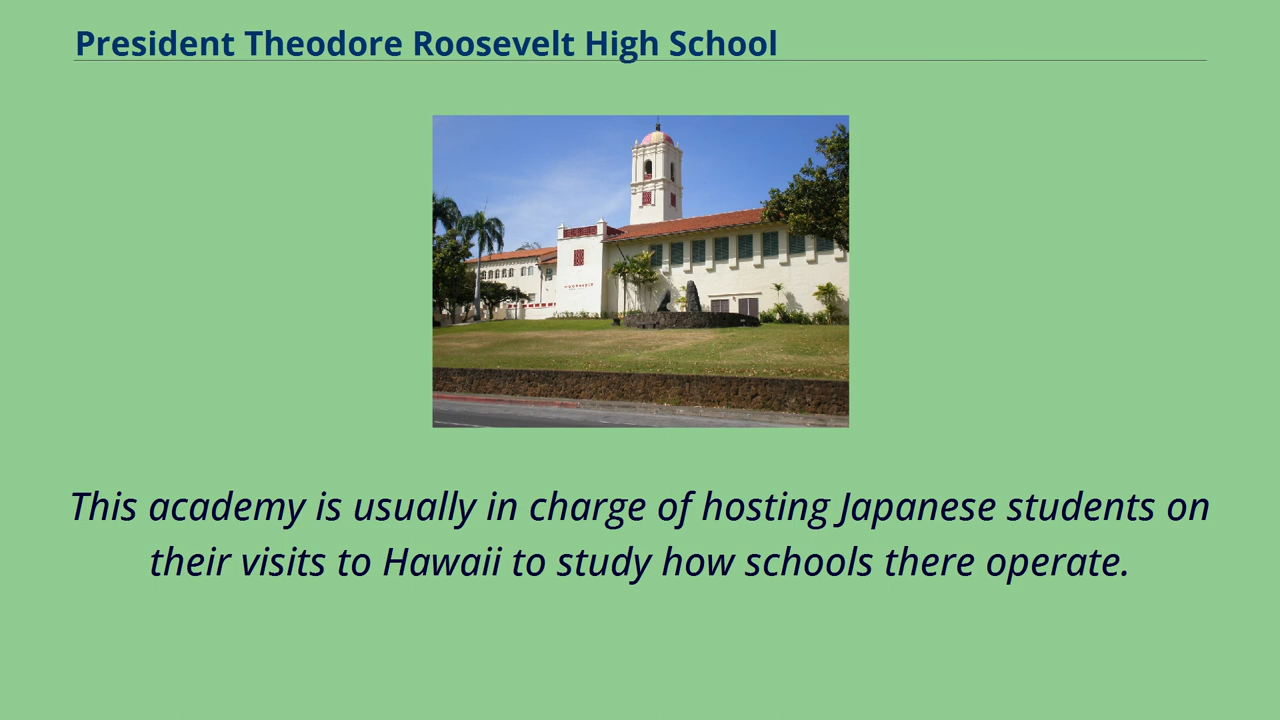 President Theodore Roosevelt High School
This academy is usually in charge of hosting Japanese students on
their visits to Hawaii to study how schools there operate.